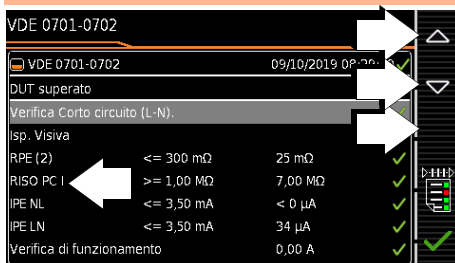 VDE 0701-0702
VDE 0701-0702 09/10/2019 08:20:
DUT superato
Verifica Corto circuito (L-N).
Isp. Visiva
RPE (2) <= 300 mΩ 25 mΩ
RISO PC I >= 1,00 MΩ 7,00 MΩ
IPE NL <= 3,50 mA < 0 µA
IPE LN <= 3,50 mA 34 µA
Verifica di funzionamento 0,00 A